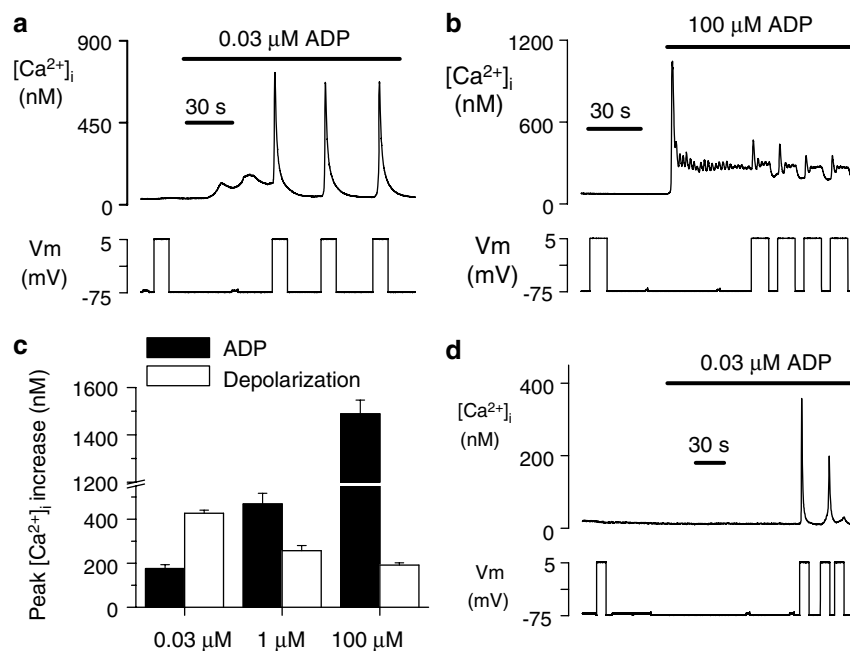 a
900
450
0
[Ca²⁺]ᵢ
(nM)
0.03 μM ADP
30 s
Vm
(mV)
5
-75
b
1200
600
0
[Ca²⁺]ᵢ
(nM)
100 μM ADP
30 s
Vm
(mV)
5
-75
c
ADP
Depolarization
Peak [Ca²⁺]ᵢ increase (nM)
1600
1400
1200
400
200
0
0.03 μM
1 μM
100 μM
d
400
200
0
[Ca²⁺]ᵢ
(nM)
0.03 μM ADP
30 s
Vm
(mV)
5
-75